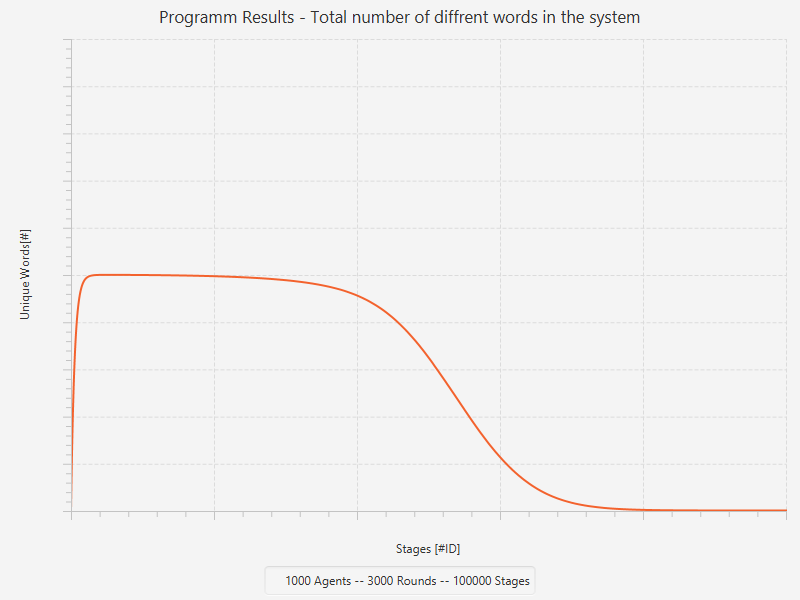 Programm Results - Total number of diffrent words in the system
Unique Words[#]
Stages [#ID]
1000 Agents -- 3000 Rounds -- 100000 Stages